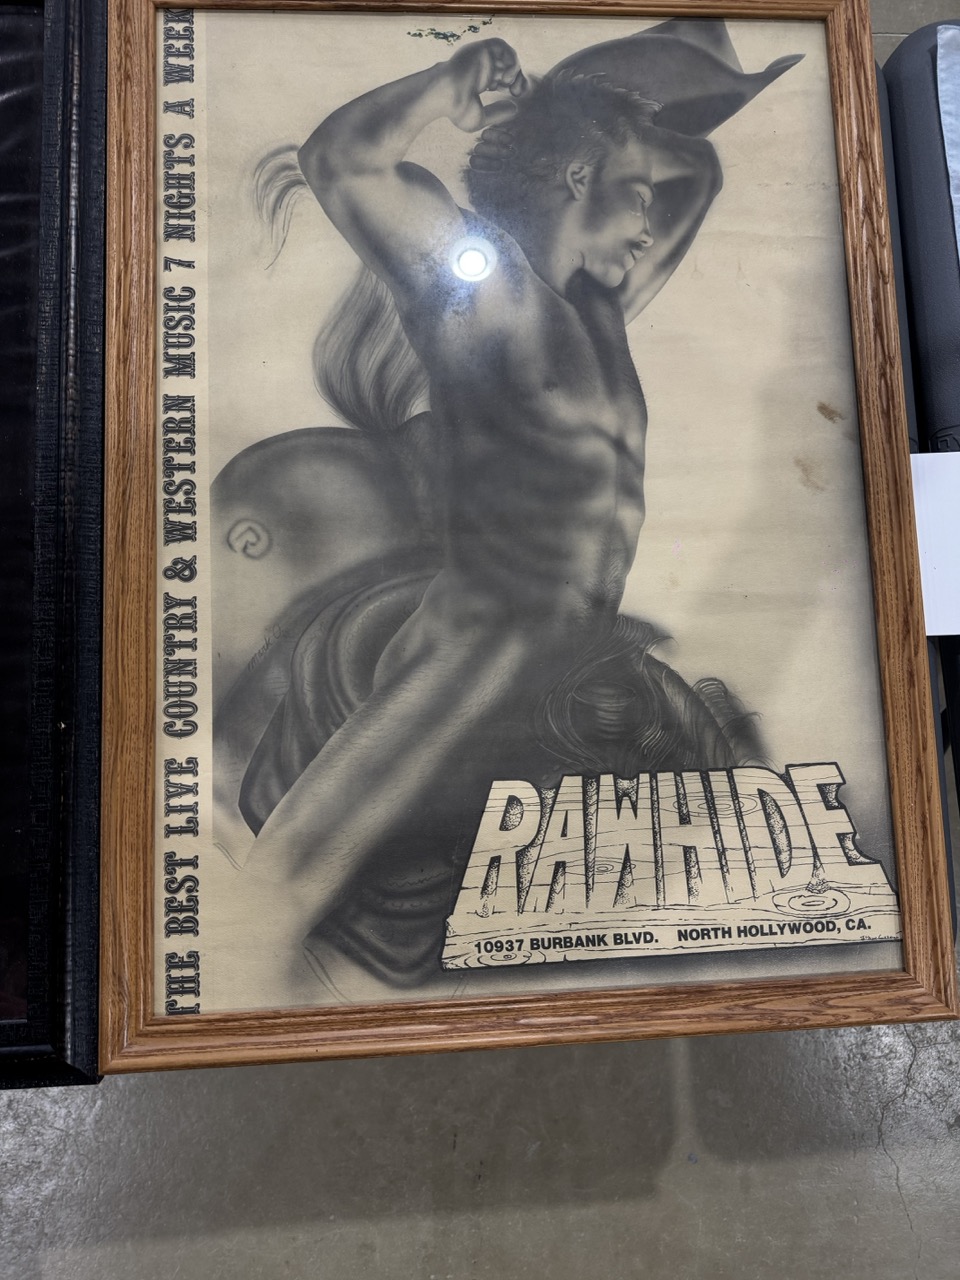 THE BEST LIVE COUNTRY & WESTERN MUSIC 7 NIGHTS A WEEK
RAWHIDE
10937 BURBANK BLVD. NORTH HOLLYWOOD, CA.